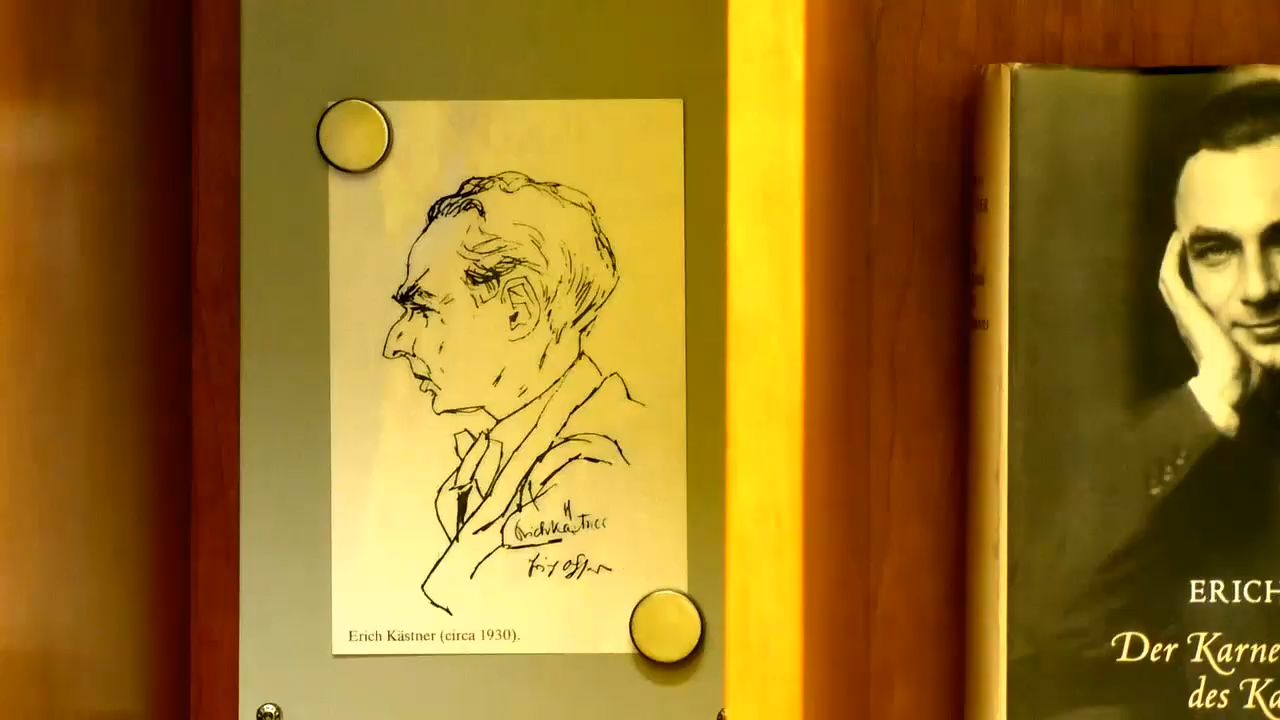 Erich Kästner
Erich Kästner (circa 1930).
ERICH
Der Karne
des Ka